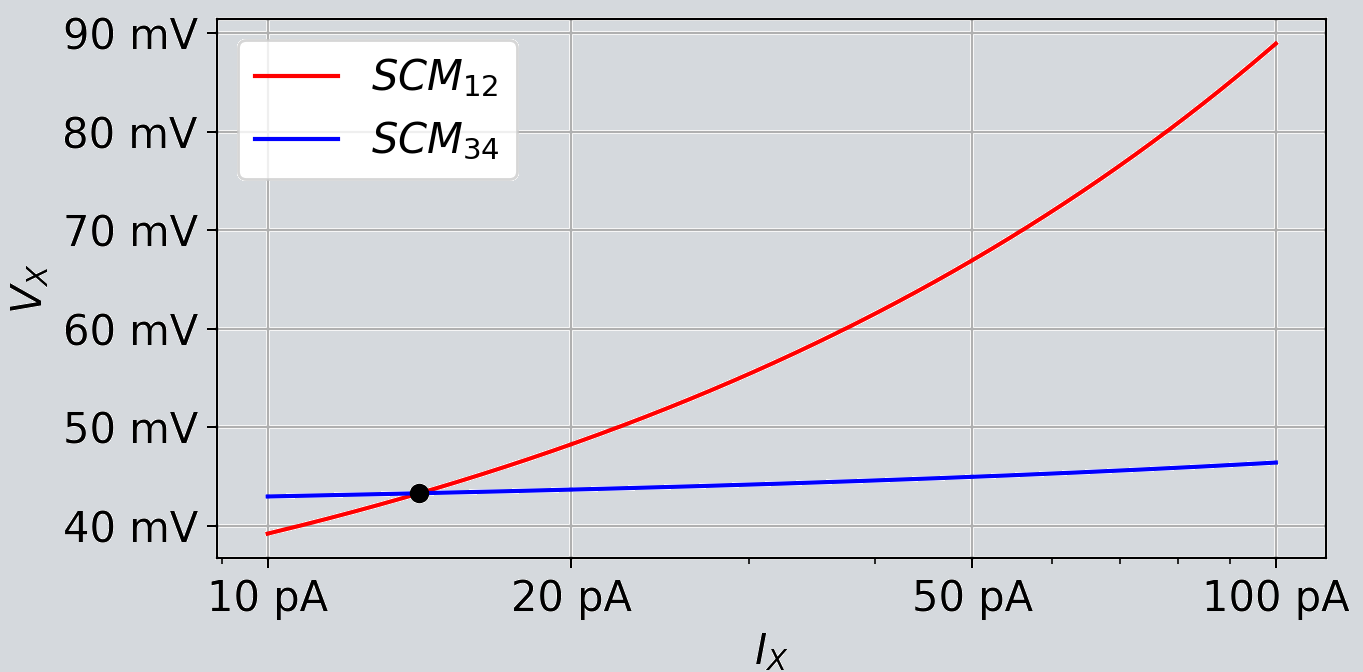 90 mV
80 mV
70 mV
60 mV
50 mV
40 mV
V_X
SCM_12
SCM_34
10 pA 20 pA 50 pA 100 pA
I_X